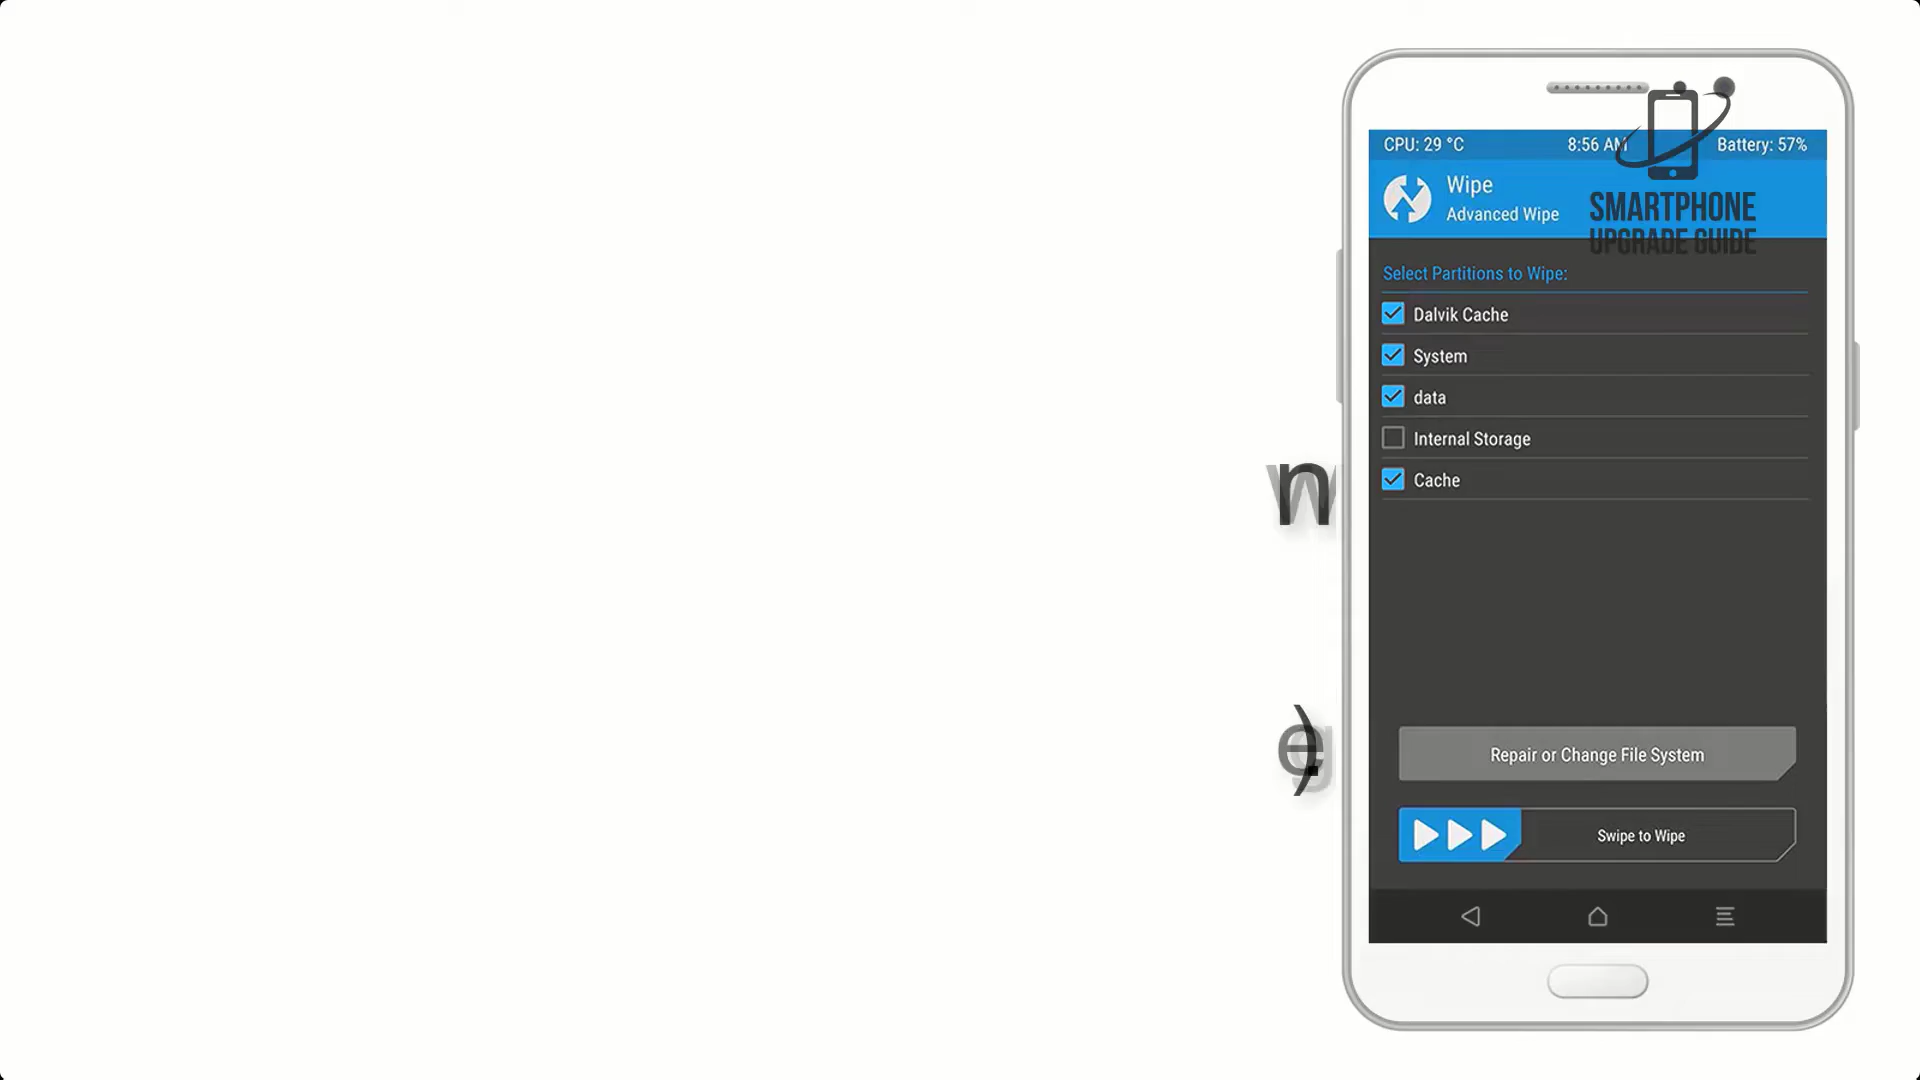 CPU: 29 °C 8:56 AM Battery: 57%
Wipe
Advanced Wipe
SMARTPHONE
UPGRADE GUIDE
Select Partitions to Wipe:
Dalvik Cache
System
data
Internal Storage
Cache
Repair or Change File System
Swipe to Wipe